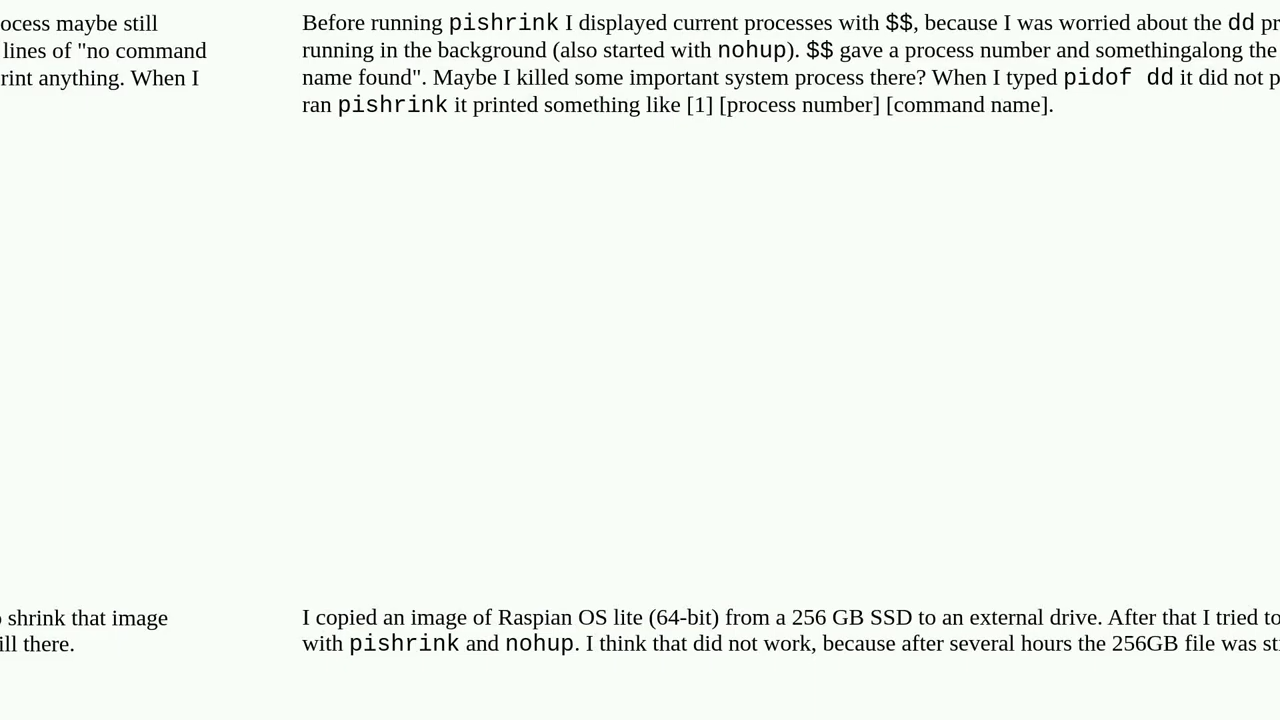 ocess maybe still
lines of "no command
rint anything. When I
Before running pishrink I displayed current processes with $$, because I was worried about the dd pr
running in the background (also started with nohup). $$ gave a process number and somethingalong the
name found". Maybe I killed some important system process there? When I typed pidof dd it did not p
ran pishrink it printed something like [1] [process number] [command name].
shrink that image
ill there.
I copied an image of Raspian OS lite (64-bit) from a 256 GB SSD to an external drive. After that I tried to
with pishrink and nohup. I think that did not work, because after several hours the 256GB file was st